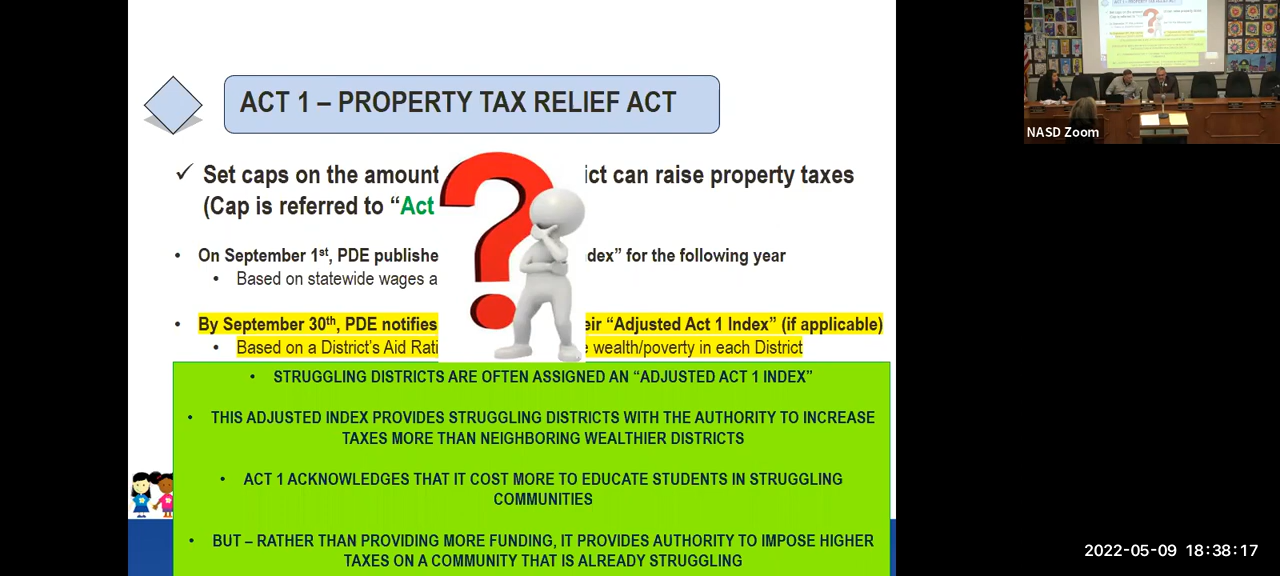 ACT 1 – PROPERTY TAX RELIEF ACT
NASD Zoom
✓ Set caps on the amount ict can raise property taxes
(Cap is referred to “Act
• On September 1st, PDE publishe dex” for the following year
• Based on statewide wages a
• By September 30th, PDE notifies eir “Adjusted Act 1 Index” (if applicable)
• Based on a District’s Aid Rati e wealth/poverty in each District
• STRUGGLING DISTRICTS ARE OFTEN ASSIGNED AN “ADJUSTED ACT 1 INDEX”
• THIS ADJUSTED INDEX PROVIDES STRUGGLING DISTRICTS WITH THE AUTHORITY TO INCREASE
TAXES MORE THAN NEIGHBORING WEALTHIER DISTRICTS
• ACT 1 ACKNOWLEDGES THAT IT COST MORE TO EDUCATE STUDENTS IN STRUGGLING
COMMUNITIES
• BUT – RATHER THAN PROVIDING MORE FUNDING, IT PROVIDES AUTHORITY TO IMPOSE HIGHER
TAXES ON A COMMUNITY THAT IS ALREADY STRUGGLING
2022-05-09 18:38:17